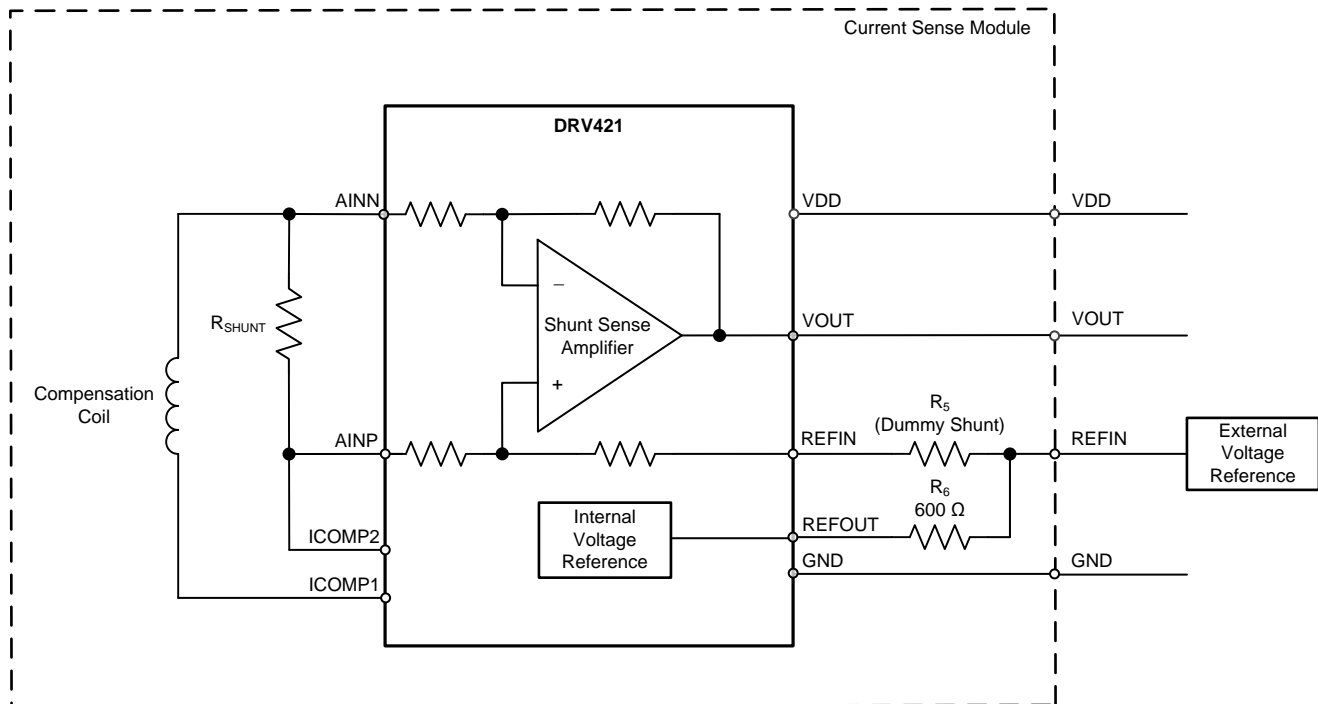 Current Sense Module
DRV421
AINN
VDD
VDD
R_SHUNT
−
Shunt Sense
Amplifier
+
VOUT
VOUT
Compensation
Coil
AINP
R5
(Dummy Shunt)
REFIN
REFIN
External
Voltage
Reference
R6
600 Ω
Internal
Voltage
Reference
REFOUT
ICOMP2
GND
GND
ICOMP1